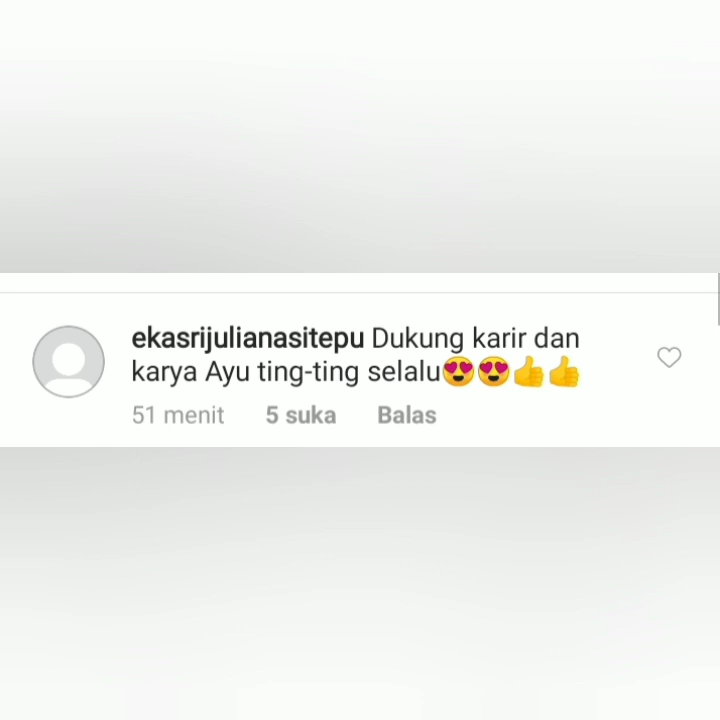 ekasrijulianasitepu Dukung karir dan
karya Ayu ting-ting selalu😍😍👍👍
51 menit 5 suka Balas